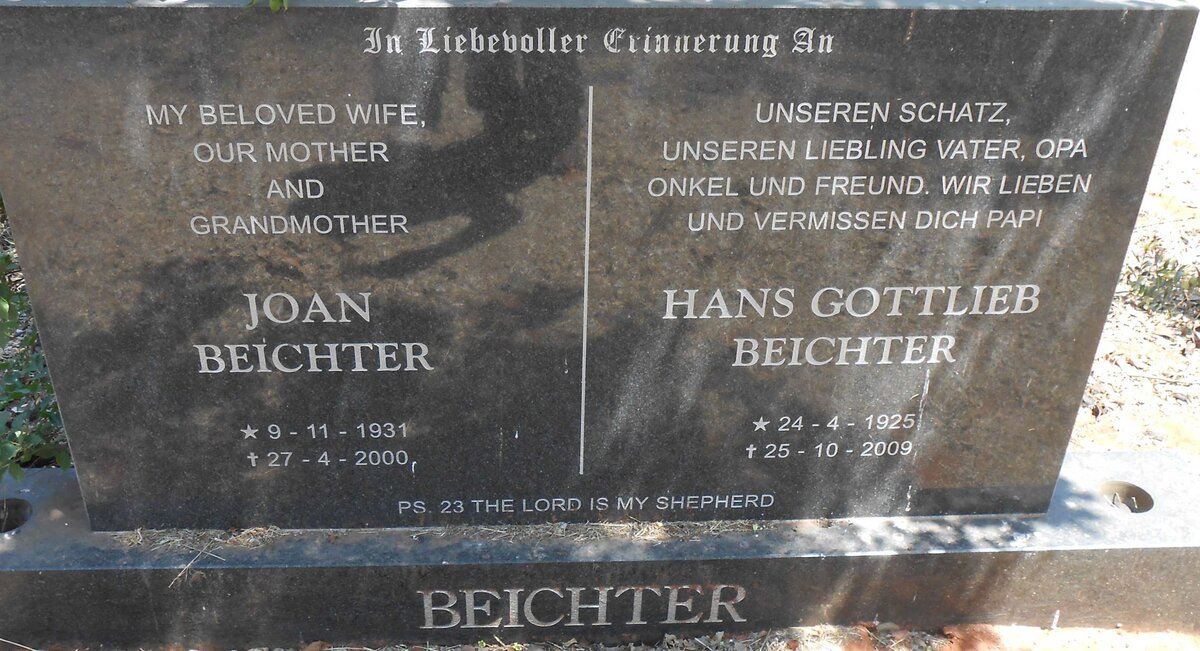 In Liebevoller Erinnerung An
MY BELOVED WIFE,
OUR MOTHER
AND
GRANDMOTHER
JOAN
BEICHTER
★ 9 - 11 - 1931
✝ 27 - 4 - 2000
UNSEREN SCHATZ,
UNSEREN LIEBLING VATER, OPA
ONKEL UND FREUND. WIR LIEBEN
UND VERMISSEN DICH PAPI
HANS GOTTLIEB
BEICHTER
★ 24 - 4 - 1925
✝ 25 - 10 - 2009
PS. 23 THE LORD IS MY SHEPHERD
BEICHTER